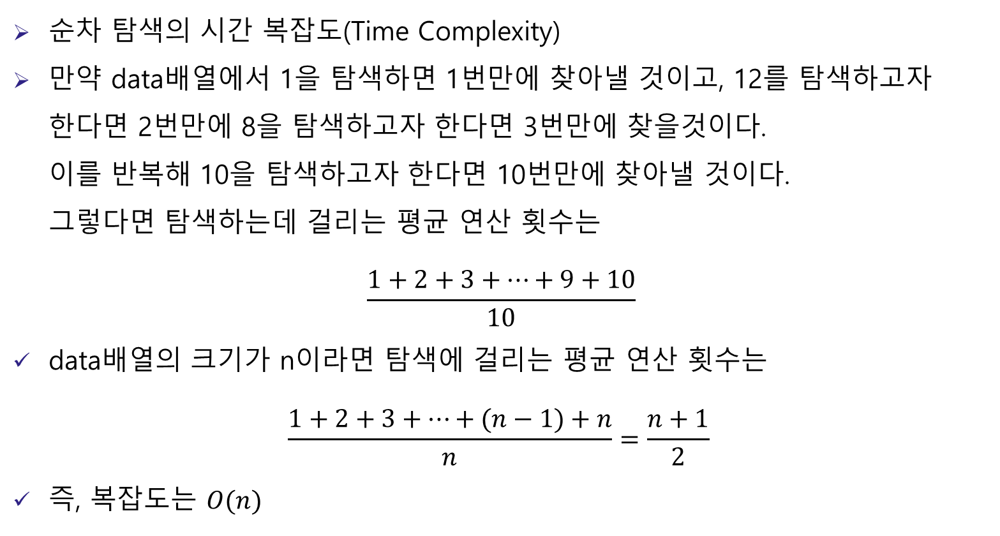 ➢ 순차 탐색의 시간 복잡도(Time Complexity)
➢ 만약 data배열에서 1을 탐색하면 1번만에 찾아낼 것이고, 12를 탐색하고자
한다면 2번만에 8을 탐색하고자 한다면 3번만에 찾을것이다.
이를 반복해 10을 탐색하고자 한다면 10번만에 찾아낼 것이다.
그렇다면 탐색하는데 걸리는 평균 연산 횟수는
1 + 2 + 3 + ⋯ + 9 + 10
10
✓ data배열의 크기가 n이라면 탐색에 걸리는 평균 연산 횟수는
1 + 2 + 3 + ⋯ + (n − 1) + n
n
=
n + 1
2
✓ 즉, 복잡도는 O(n)